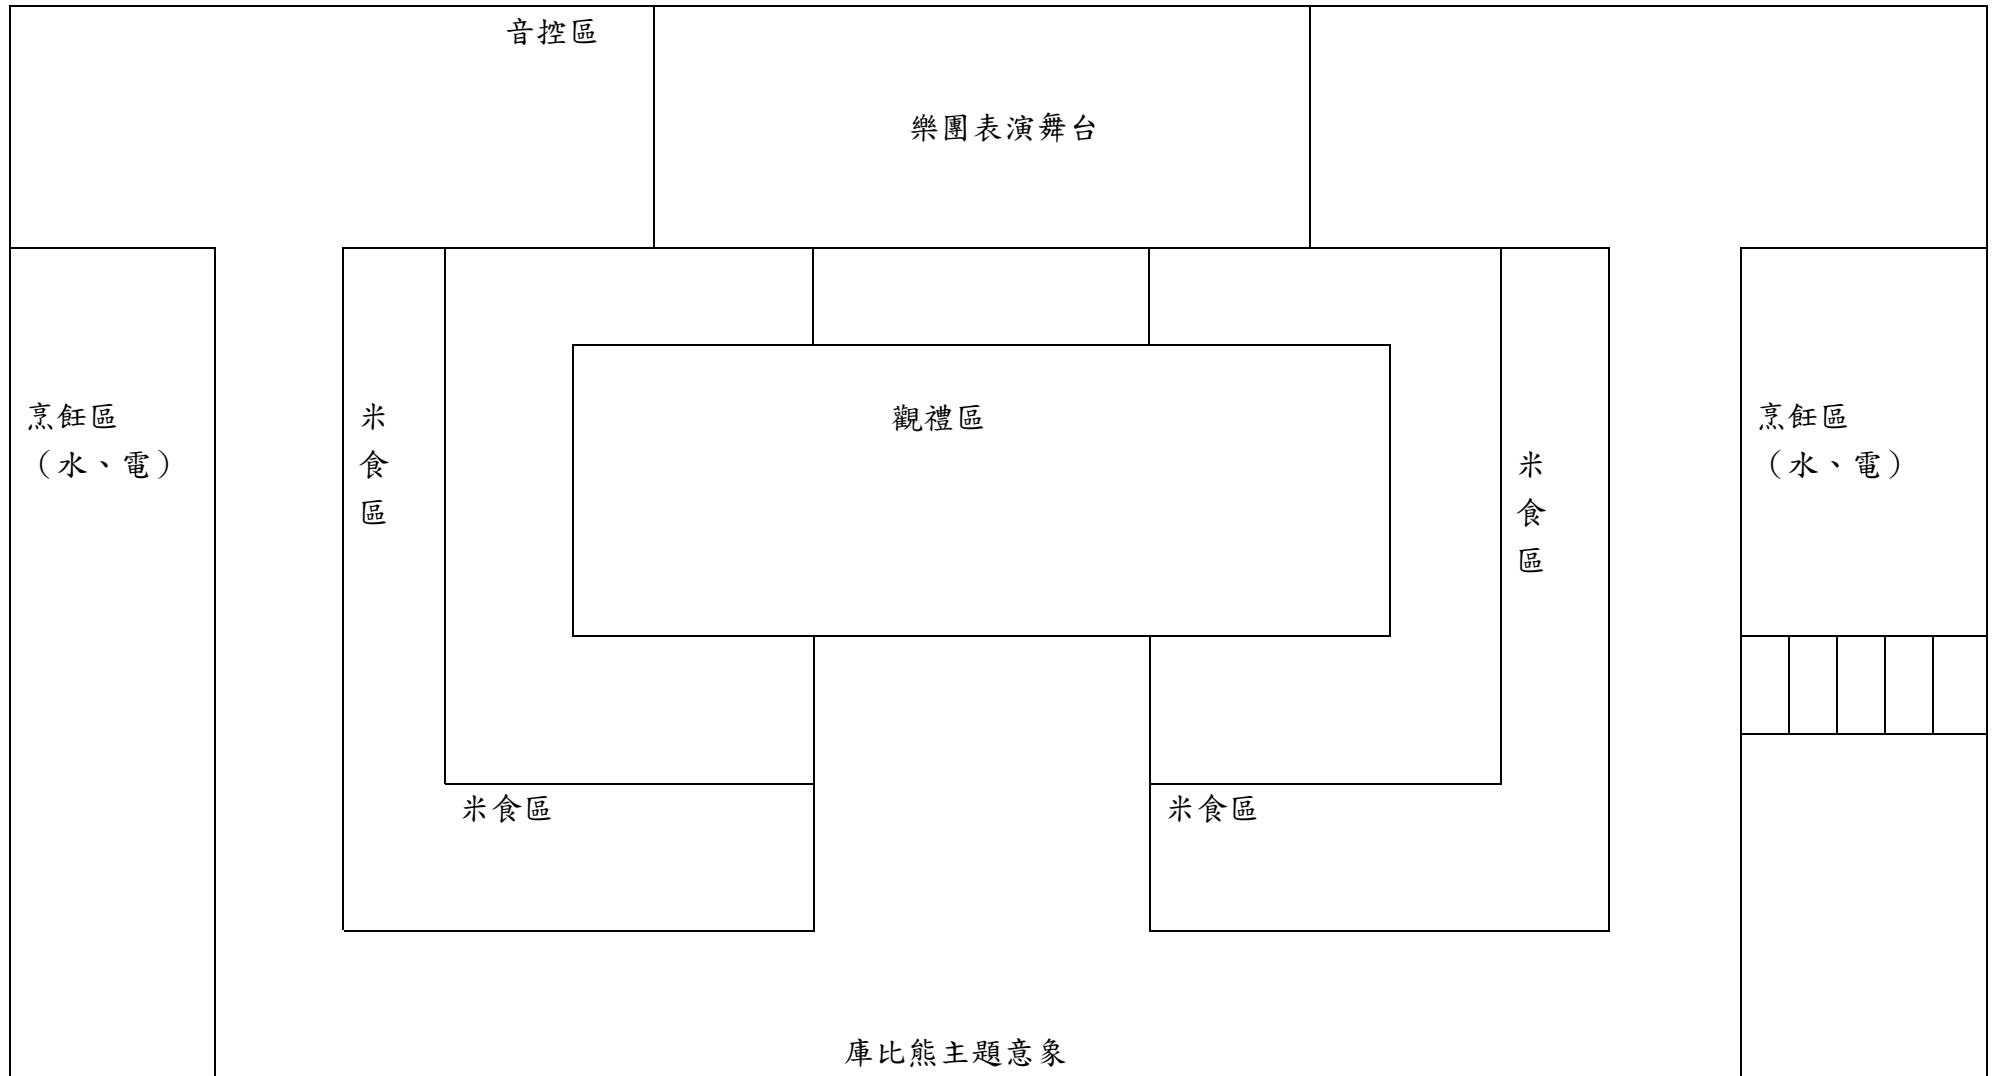 音控區
樂團表演舞台
烹飪區
（水、電）
米
食
區
觀禮區
米
食
區
烹飪區
（水、電）
米食區
米食區
庫比熊主題意象